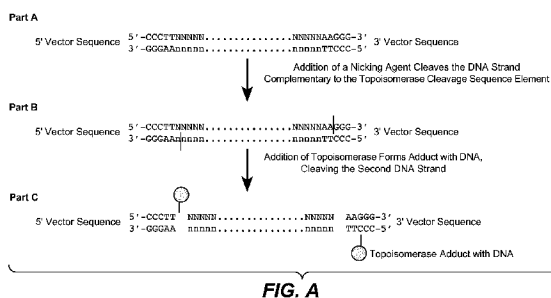 Part A
5' Vector Sequence 5'-CCCTTNNNNN..................NNNNNAAGGG-3' 3' Vector Sequence
3'-GGGAAnnnnn..................nnnnnTTCCC-5'
Addition of a Nicking Agent Cleaves the DNA Strand
Complementary to the Topoisomerase Cleavage Sequence Element
Part B
5' Vector Sequence 5'-CCCTTNNNNN..................NNNNNAAGGG-3' 3' Vector Sequence
3'-GGGAAnnnnn..................nnnnnTTCCC-5'
Addition of Topoisomerase Forms Adduct with DNA,
Cleaving the Second DNA Strand
Part C
5' Vector Sequence 5'-CCCTT NNNNN..................NNNNN AAGGG-3' 3' Vector Sequence
3'-GGGAA nnnnn..................nnnnn TTCCC-5'
Topoisomerase Adduct with DNA
FIG. A